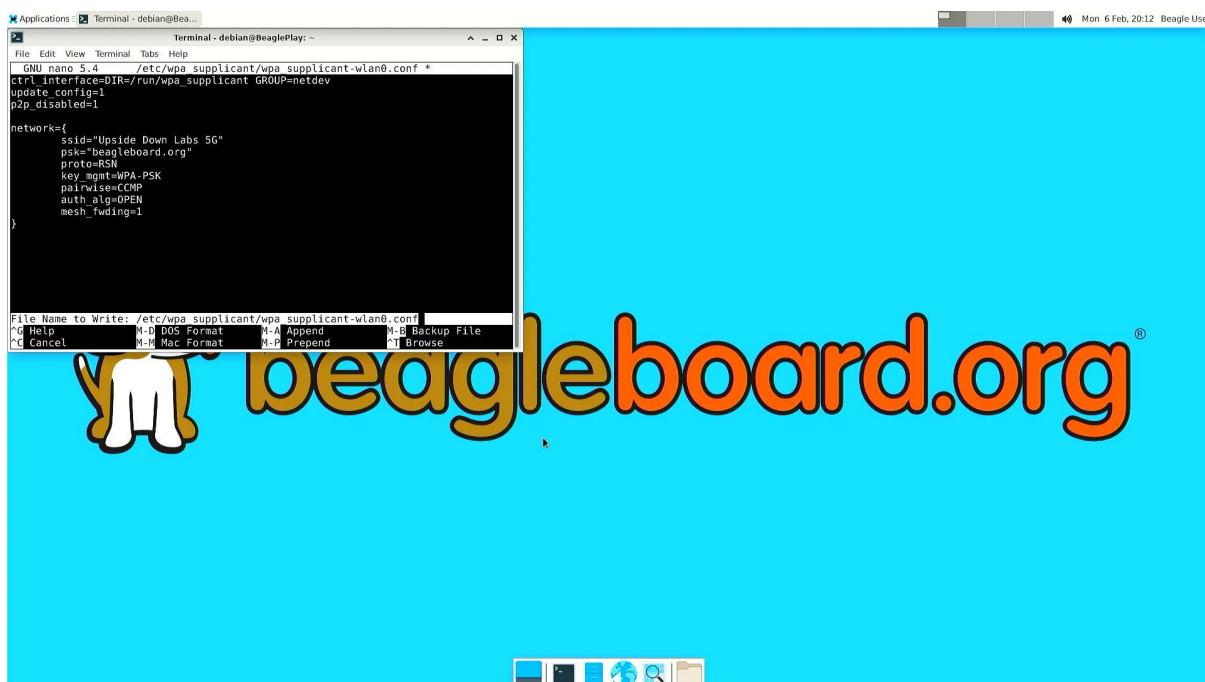 Applications : Terminal - debian@Bea...
Mon 6 Feb, 20:12 Beagle Use
Terminal - debian@BeaglePlay: ~
File Edit View Terminal Tabs Help
GNU nano 5.4 /etc/wpa_supplicant/wpa_supplicant-wlan0.conf *
ctrl_interface=DIR=/run/wpa_supplicant GROUP=netdev
update_config=1
p2p_disabled=1
network={
ssid="Upside Down Labs 5G"
psk="beagleboard.org"
proto=RSN
key_mgmt=WPA-PSK
pairwise=CCMP
auth_alg=OPEN
mesh_fwding=1
}
File Name to Write: /etc/wpa_supplicant/wpa_supplicant-wlan0.conf
^G Help M-D DOS Format M-A Append M-B Backup File
^C Cancel M-M Mac Format M-P Prepend ^T Browse
beagleboard.org®